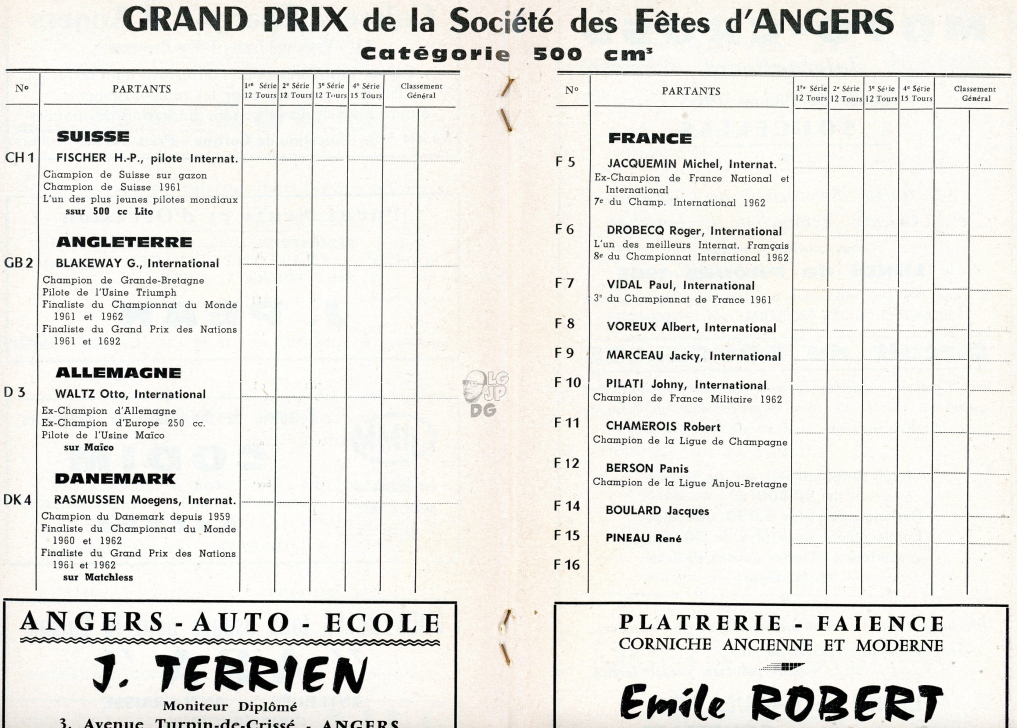 GRAND PRIX de la Société des Fêtes d'ANGERS
Catégorie 500 cm³
No PARTANTS 1re Série 12 Tours 2e Série 12 Tours 3e Série 12 Tours 4e Série 15 Tours Classement Général
SUISSE
CH 1 FISCHER H.-P., pilote Internat.
Champion de Suisse sur gazon
Champion de Suisse 1961
L'un des plus jeunes pilotes mondiaux
ssur 500 cc Lito
ANGLETERRE
GB 2 BLAKEWAY G., International
Champion de Grande-Bretagne
Pilote de l'Usine Triumph
Finaliste du Championnat du Monde
1961 et 1962
Finaliste du Grand Prix des Nations
1961 et 1692
ALLEMAGNE
D 3 WALTZ Otto, International
Ex-Champion d'Allemagne
Ex-Champion d'Europe 250 cc.
Pilote de l'Usine Maïco
sur Maïco
DANEMARK
DK 4 RASMUSSEN Moegens, Internat.
Champion du Danemark depuis 1959
Finaliste du Championnat du Monde
1960 et 1962
Finaliste du Grand Prix des Nations
1961 et 1962
sur Matchless
ANGERS - AUTO - ECOLE
J. TERRIEN
Moniteur Diplômé
3, Avenue Turpin-de-Crissé - ANGERS
LG
JP
DG
No PARTANTS 1re Série 12 Tours 2e Série 12 Tours 3e Série 12 Tours 4e Série 15 Tours Classement Général
FRANCE
F 5 JACQUEMIN Michel, Internat.
Ex-Champion de France National et
International
7e du Champ. International 1962
F 6 DROBECQ Roger, International
L'un des meilleurs Internat. Français
8e du Championnat International 1962
F 7 VIDAL Paul, International
3e du Championnat de France 1961
F 8 VOREUX Albert, International
F 9 MARCEAU Jacky, International
F 10 PILATI Johny, International
Champion de France Militaire 1962
F 11 CHAMEROIS Robert
Champion de la Ligue de Champagne
F 12 BERSON Panis
Champion de la Ligue Anjou-Bretagne
F 14 BOULARD Jacques
F 15 PINEAU René
F 16
PLATRERIE - FAIENCE
CORNICHE ANCIENNE ET MODERNE
Emile ROBERT